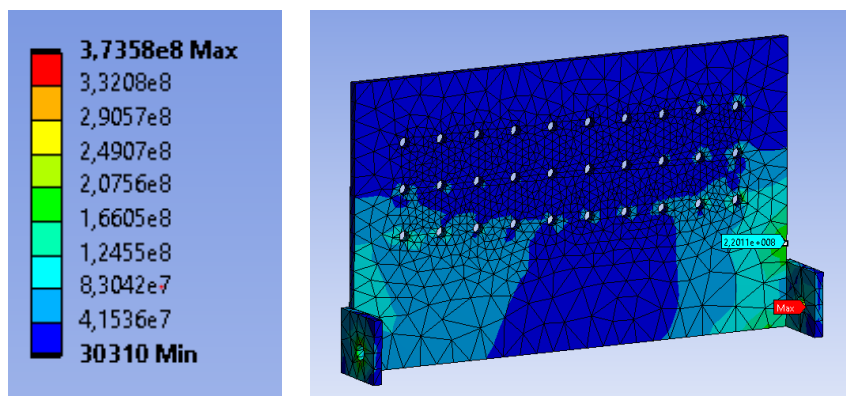 3,7358e8 Max
3,3208e8
2,9057e8
2,4907e8
2,0756e8
1,6605e8
1,2455e8
8,3042e7
4,1536e7
30310 Min
2,2011e+008
Max